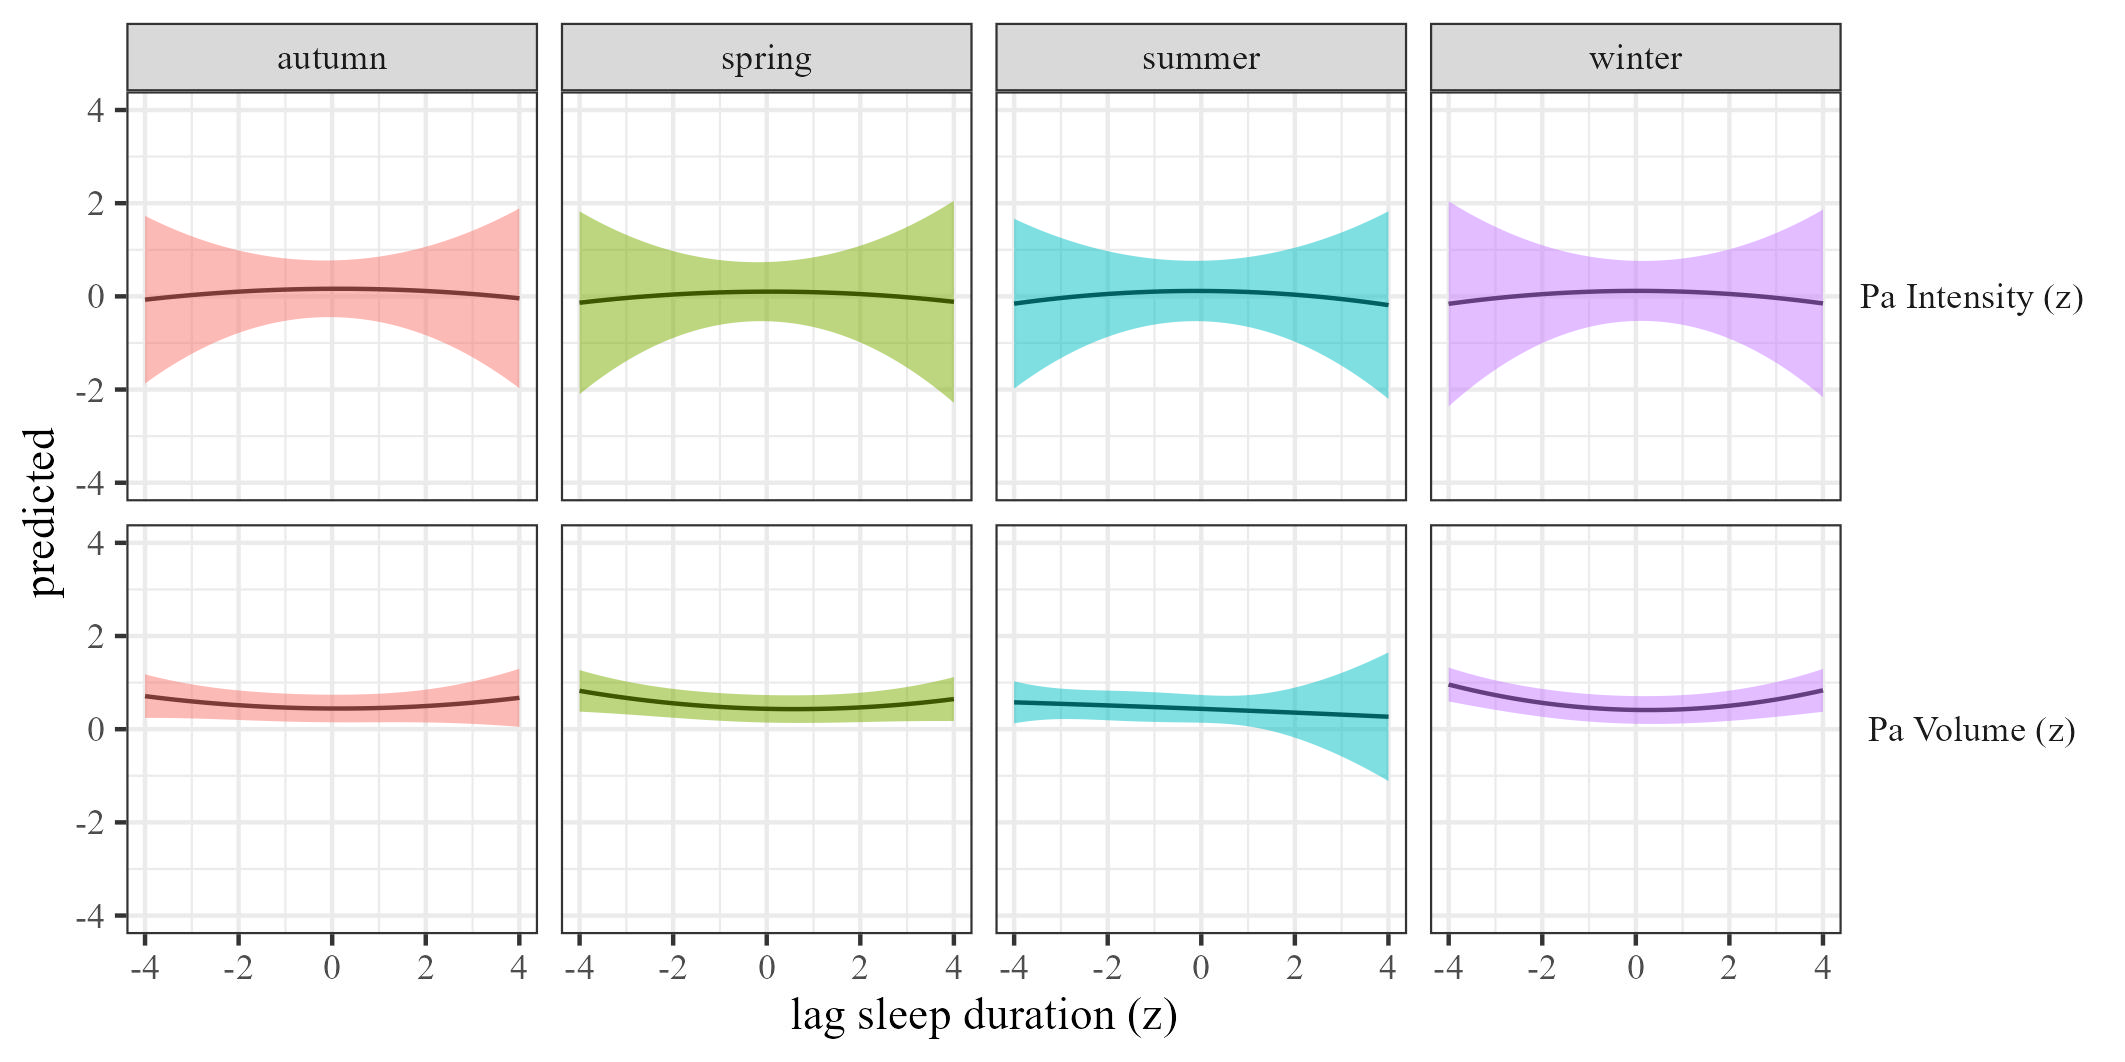 autumn spring summer winter
4
2
0
-2
-4
Pa Intensity (z)
predicted
4
2
0
-2
-4
Pa Volume (z)
-4 -2 0 2 4 -4 -2 0 2 4 -4 -2 0 2 4 -4 -2 0 2 4
lag sleep duration (z)